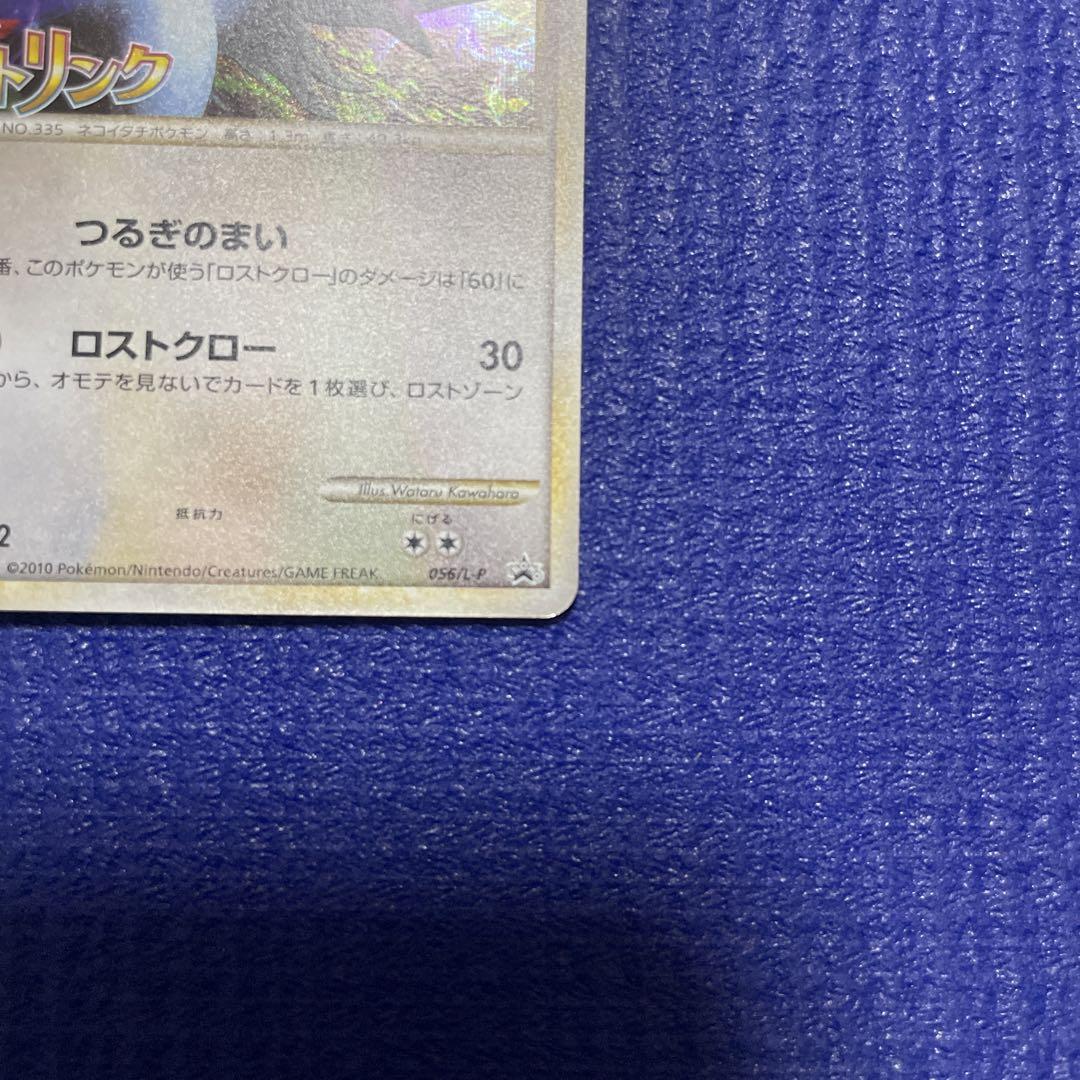 トリンク
NO.335 ネコイタチポケモン 高さ 1.3m 重さ 40.3kg
つるぎのまい
番、このポケモンが使う「ロストクロー」のダメージは「60」に
ロストクロー 30
から、オモテを見ないでカードを1枚選び、ロストゾーン
Illus. Wataru Kawahara
抵抗力 にげる
2
©2010 Pokémon/Nintendo/Creatures/GAME FREAK. 056/L-P